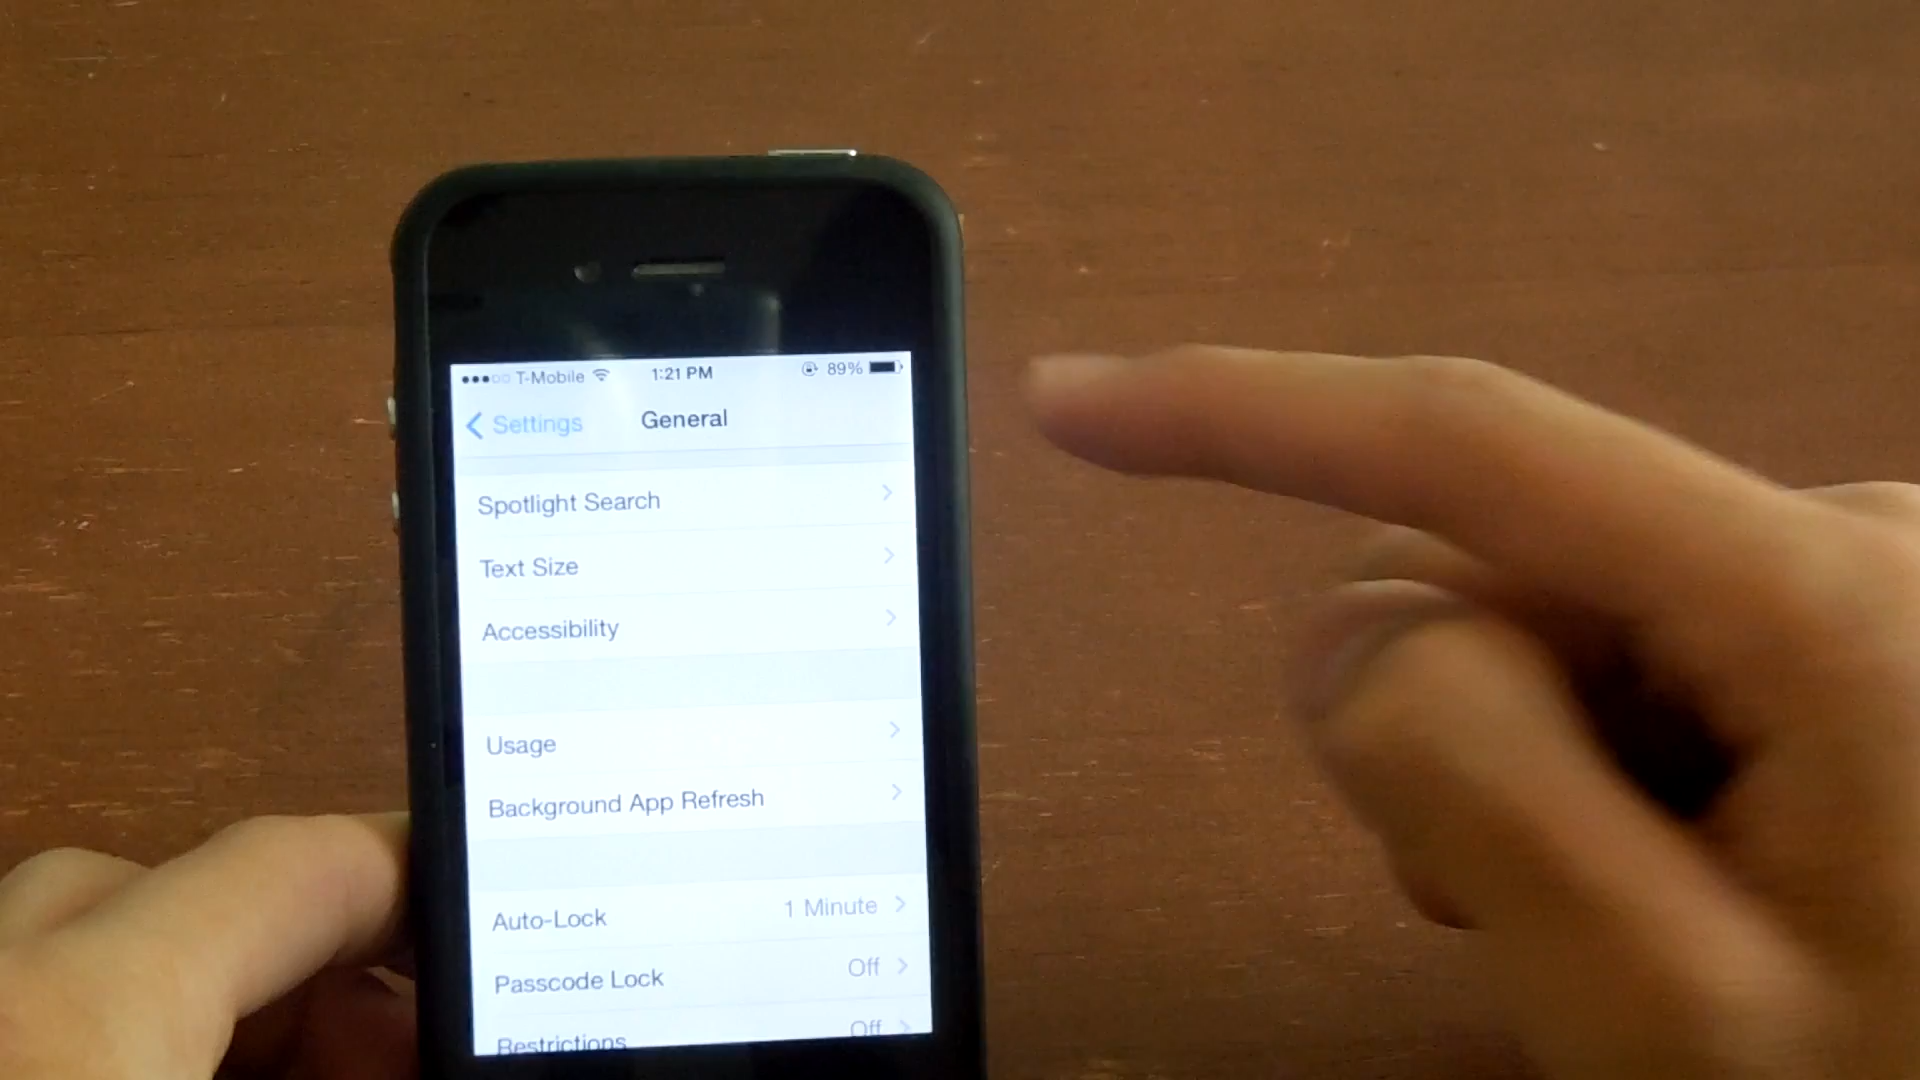 T-Mobile 1:21 PM 89%
Settings General
Spotlight Search
Text Size
Accessibility
Usage
Background App Refresh
Auto-Lock 1 Minute
Passcode Lock Off
Restrictions Off